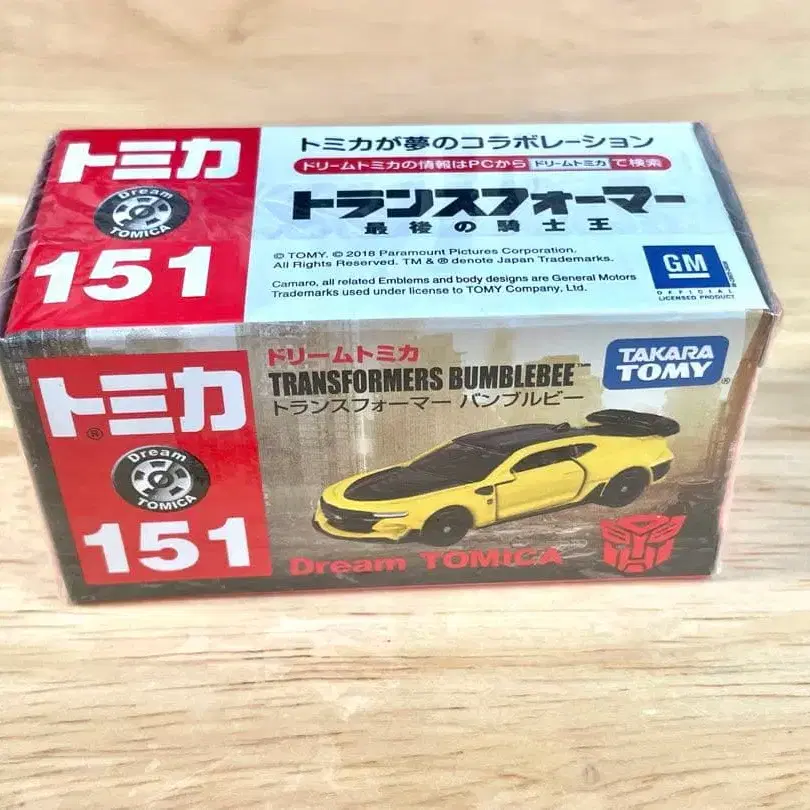 トミカ
Dream
TOMICA
151
トミカが夢のコラボレーション
ドリームトミカの情報はPCから ドリームトミカ で検索
トランスフォーマー
最後の騎士王
© TOMY. © 2018 Paramount Pictures Corporation.
All Rights Reserved. TM & ® denote Japan Trademarks.
Camaro, all related Emblems and body designs are General Motors
Trademarks used under license to TOMY Company, Ltd.
GM
OFFICIAL
LICENSED PRODUCT
トミカ
®
Dream
TOMICA
151
ドリームトミカ
TRANSFORMERS BUMBLEBEE™
トランスフォーマー バンブルビー
TAKARA
TOMY®
Dream TOMICA